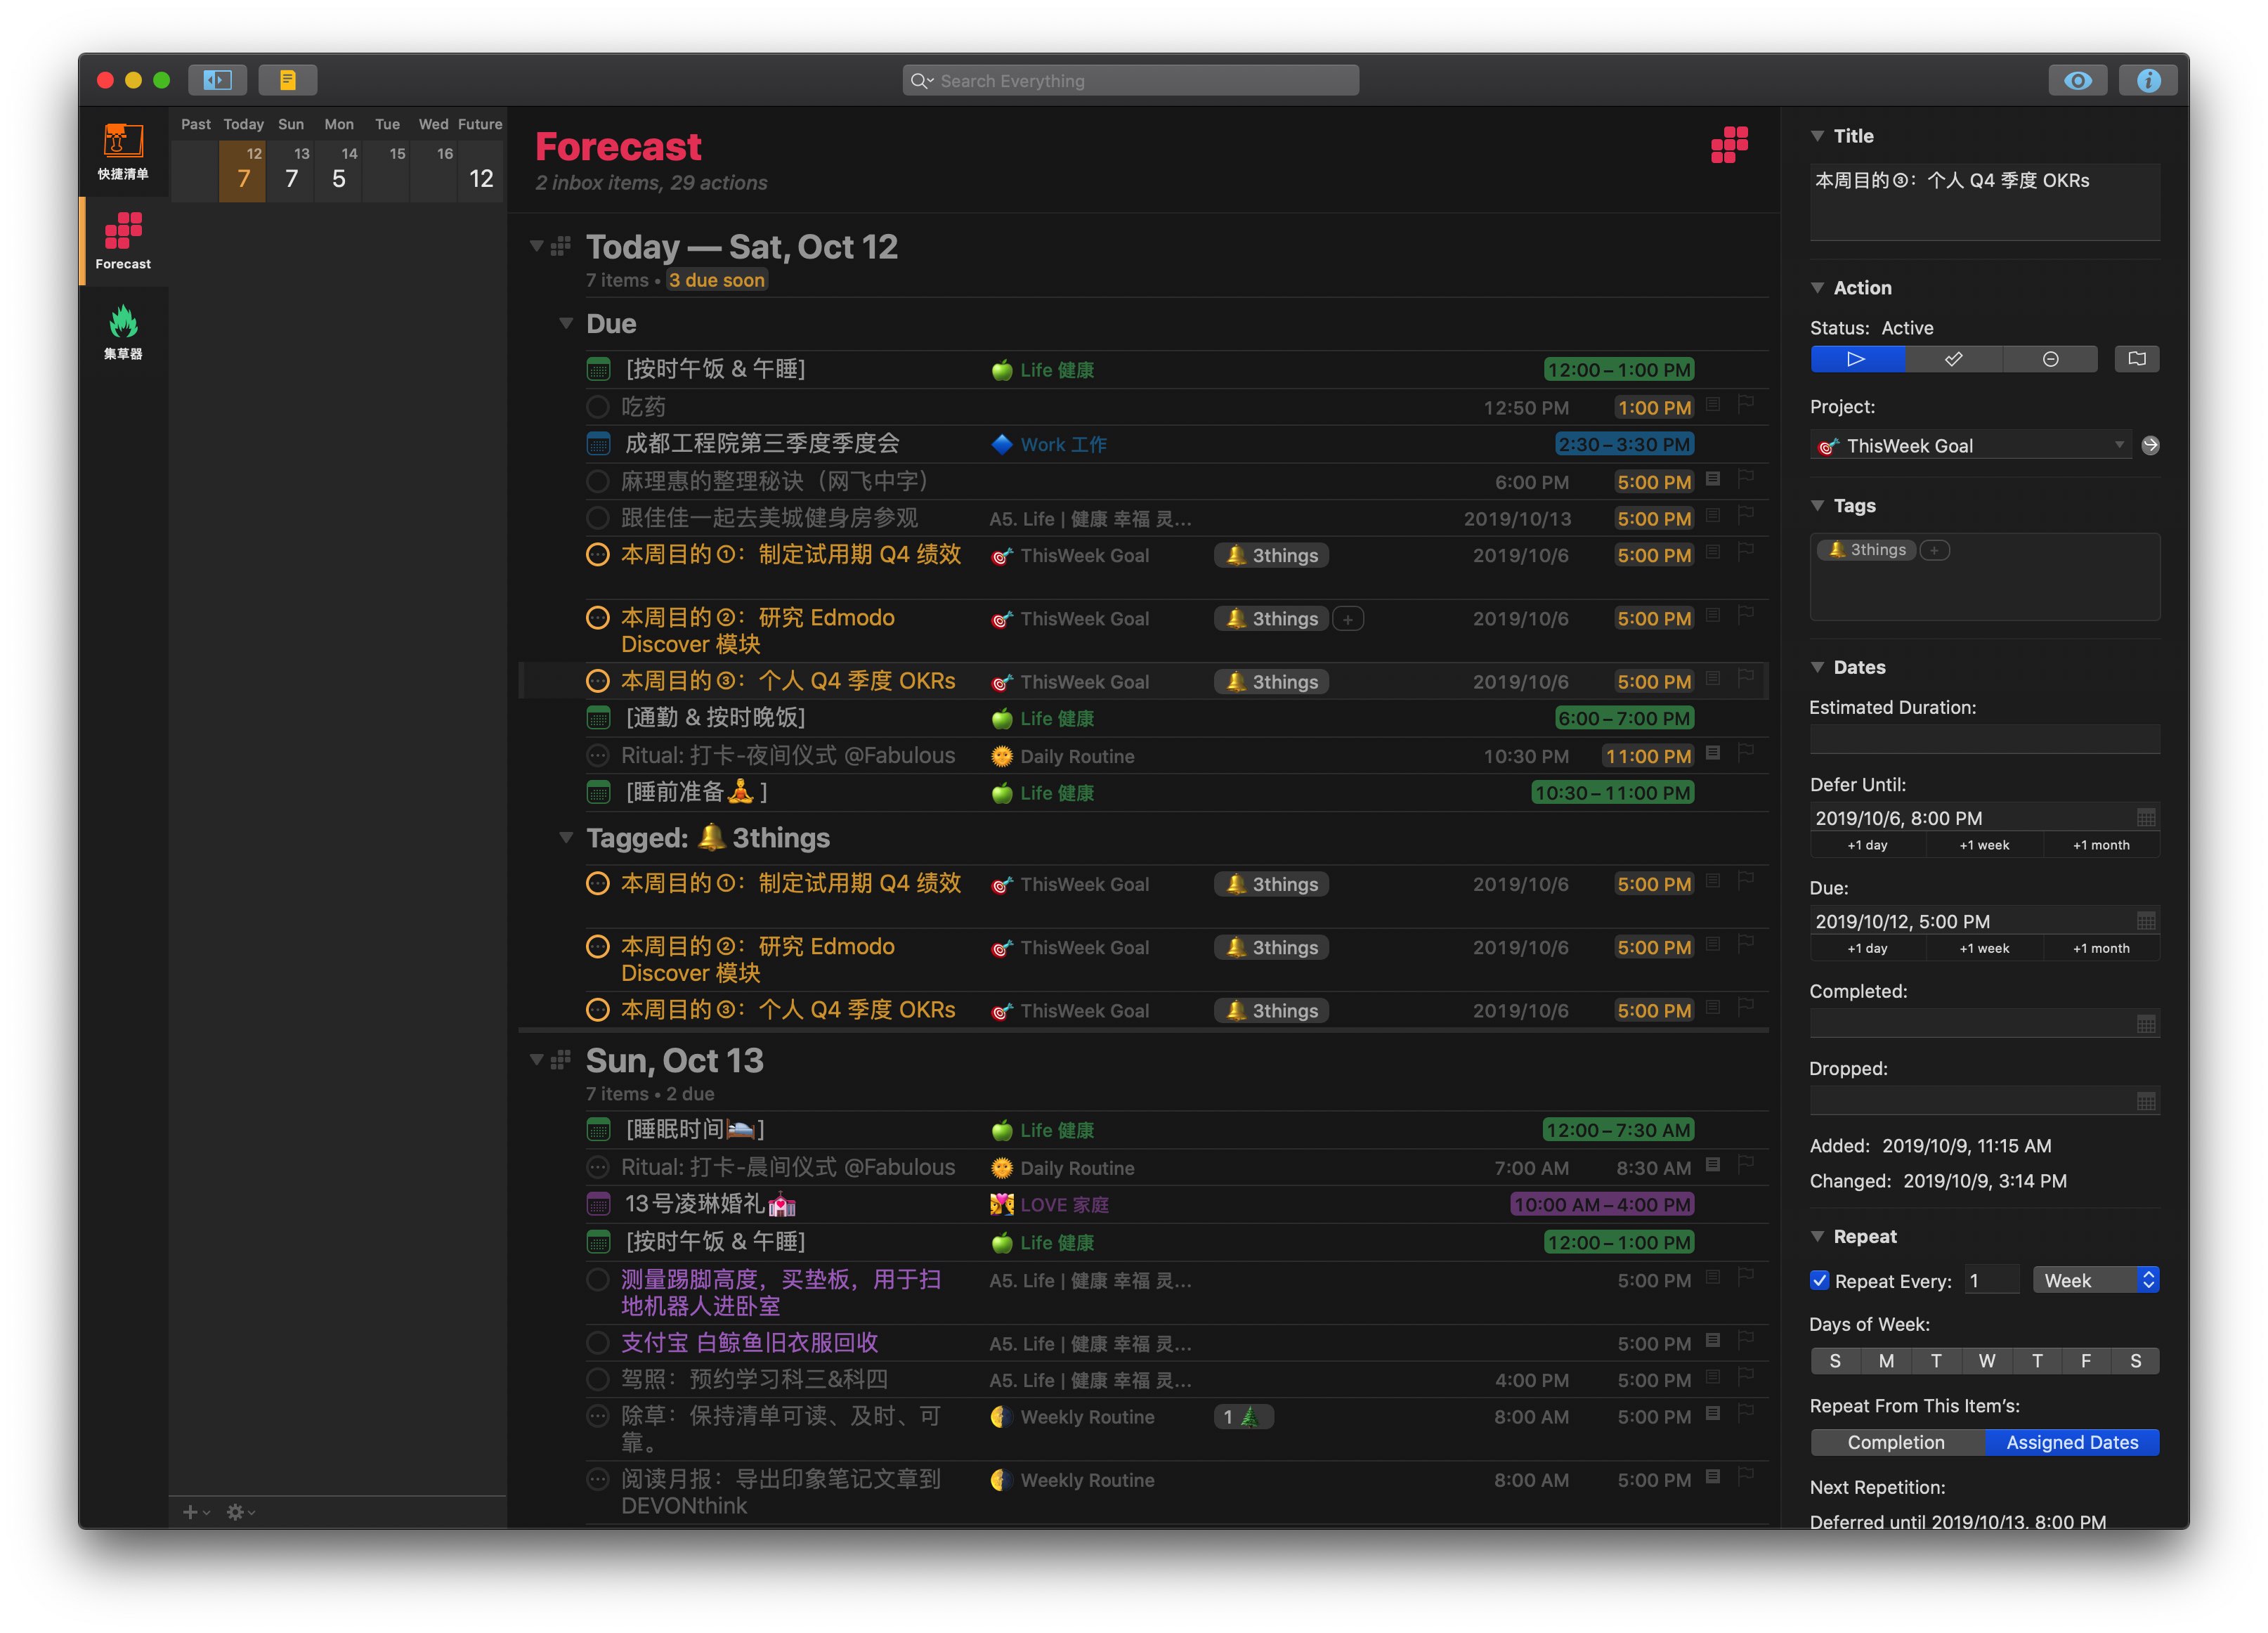 Search Everything
快捷清单
Forecast
集草器
Past Today Sun Mon Tue Wed Future
12 13 14 15 16
7 7 5 12
Forecast
2 inbox items, 29 actions
Today — Sat, Oct 12
7 items • 3 due soon
Due
[按时午饭 & 午睡] Life 健康 12:00 – 1:00 PM
吃药 12:50 PM 1:00 PM
成都工程院第三季度季度会 Work 工作 2:30 – 3:30 PM
麻理惠的整理秘诀（网飞中字） 6:00 PM 5:00 PM
跟佳佳一起去美城健身房参观 A5. Life | 健康 幸福 灵... 2019/10/13 5:00 PM
本周目的①：制定试用期 Q4 绩效 ThisWeek Goal 3things 2019/10/6 5:00 PM
本周目的②：研究 Edmodo ThisWeek Goal 3things + 2019/10/6 5:00 PM
Discover 模块
本周目的③：个人 Q4 季度 OKRs ThisWeek Goal 3things 2019/10/6 5:00 PM
[通勤 & 按时晚饭] Life 健康 6:00 – 7:00 PM
Ritual: 打卡-夜间仪式 @Fabulous Daily Routine 10:30 PM 11:00 PM
[睡前准备🧘] Life 健康 10:30 – 11:00 PM
Tagged: 🔔 3things
本周目的①：制定试用期 Q4 绩效 ThisWeek Goal 3things 2019/10/6 5:00 PM
本周目的②：研究 Edmodo ThisWeek Goal 3things 2019/10/6 5:00 PM
Discover 模块
本周目的③：个人 Q4 季度 OKRs ThisWeek Goal 3things 2019/10/6 5:00 PM
Sun, Oct 13
7 items • 2 due
[睡眠时间🛌] Life 健康 12:00 – 7:30 AM
Ritual: 打卡-晨间仪式 @Fabulous Daily Routine 7:00 AM 8:30 AM
13号凌琳婚礼💒 LOVE 家庭 10:00 AM – 4:00 PM
[按时午饭 & 午睡] Life 健康 12:00 – 1:00 PM
测量踢脚高度，买垫板，用于扫 A5. Life | 健康 幸福 灵... 5:00 PM
地机器人进卧室
支付宝 白鲸鱼旧衣服回收 A5. Life | 健康 幸福 灵... 5:00 PM
驾照：预约学习科三&科四 A5. Life | 健康 幸福 灵... 4:00 PM 5:00 PM
除草：保持清单可读、及时、可 Weekly Routine 1🌲 8:00 AM 5:00 PM
靠。
阅读月报：导出印象笔记文章到 Weekly Routine 8:00 AM 5:00 PM
DEVONthink
Title
本周目的③：个人 Q4 季度 OKRs
Action
Status: Active
Project:
ThisWeek Goal
Tags
3things +
Dates
Estimated Duration:
Defer Until:
2019/10/6, 8:00 PM
+1 day +1 week +1 month
Due:
2019/10/12, 5:00 PM
+1 day +1 week +1 month
Completed:
Dropped:
Added: 2019/10/9, 11:15 AM
Changed: 2019/10/9, 3:14 PM
Repeat
Repeat Every: 1 Week
Days of Week:
S M T W T F S
Repeat From This Item's:
Completion Assigned Dates
Next Repetition:
Deferred until 2019/10/13, 8:00 PM